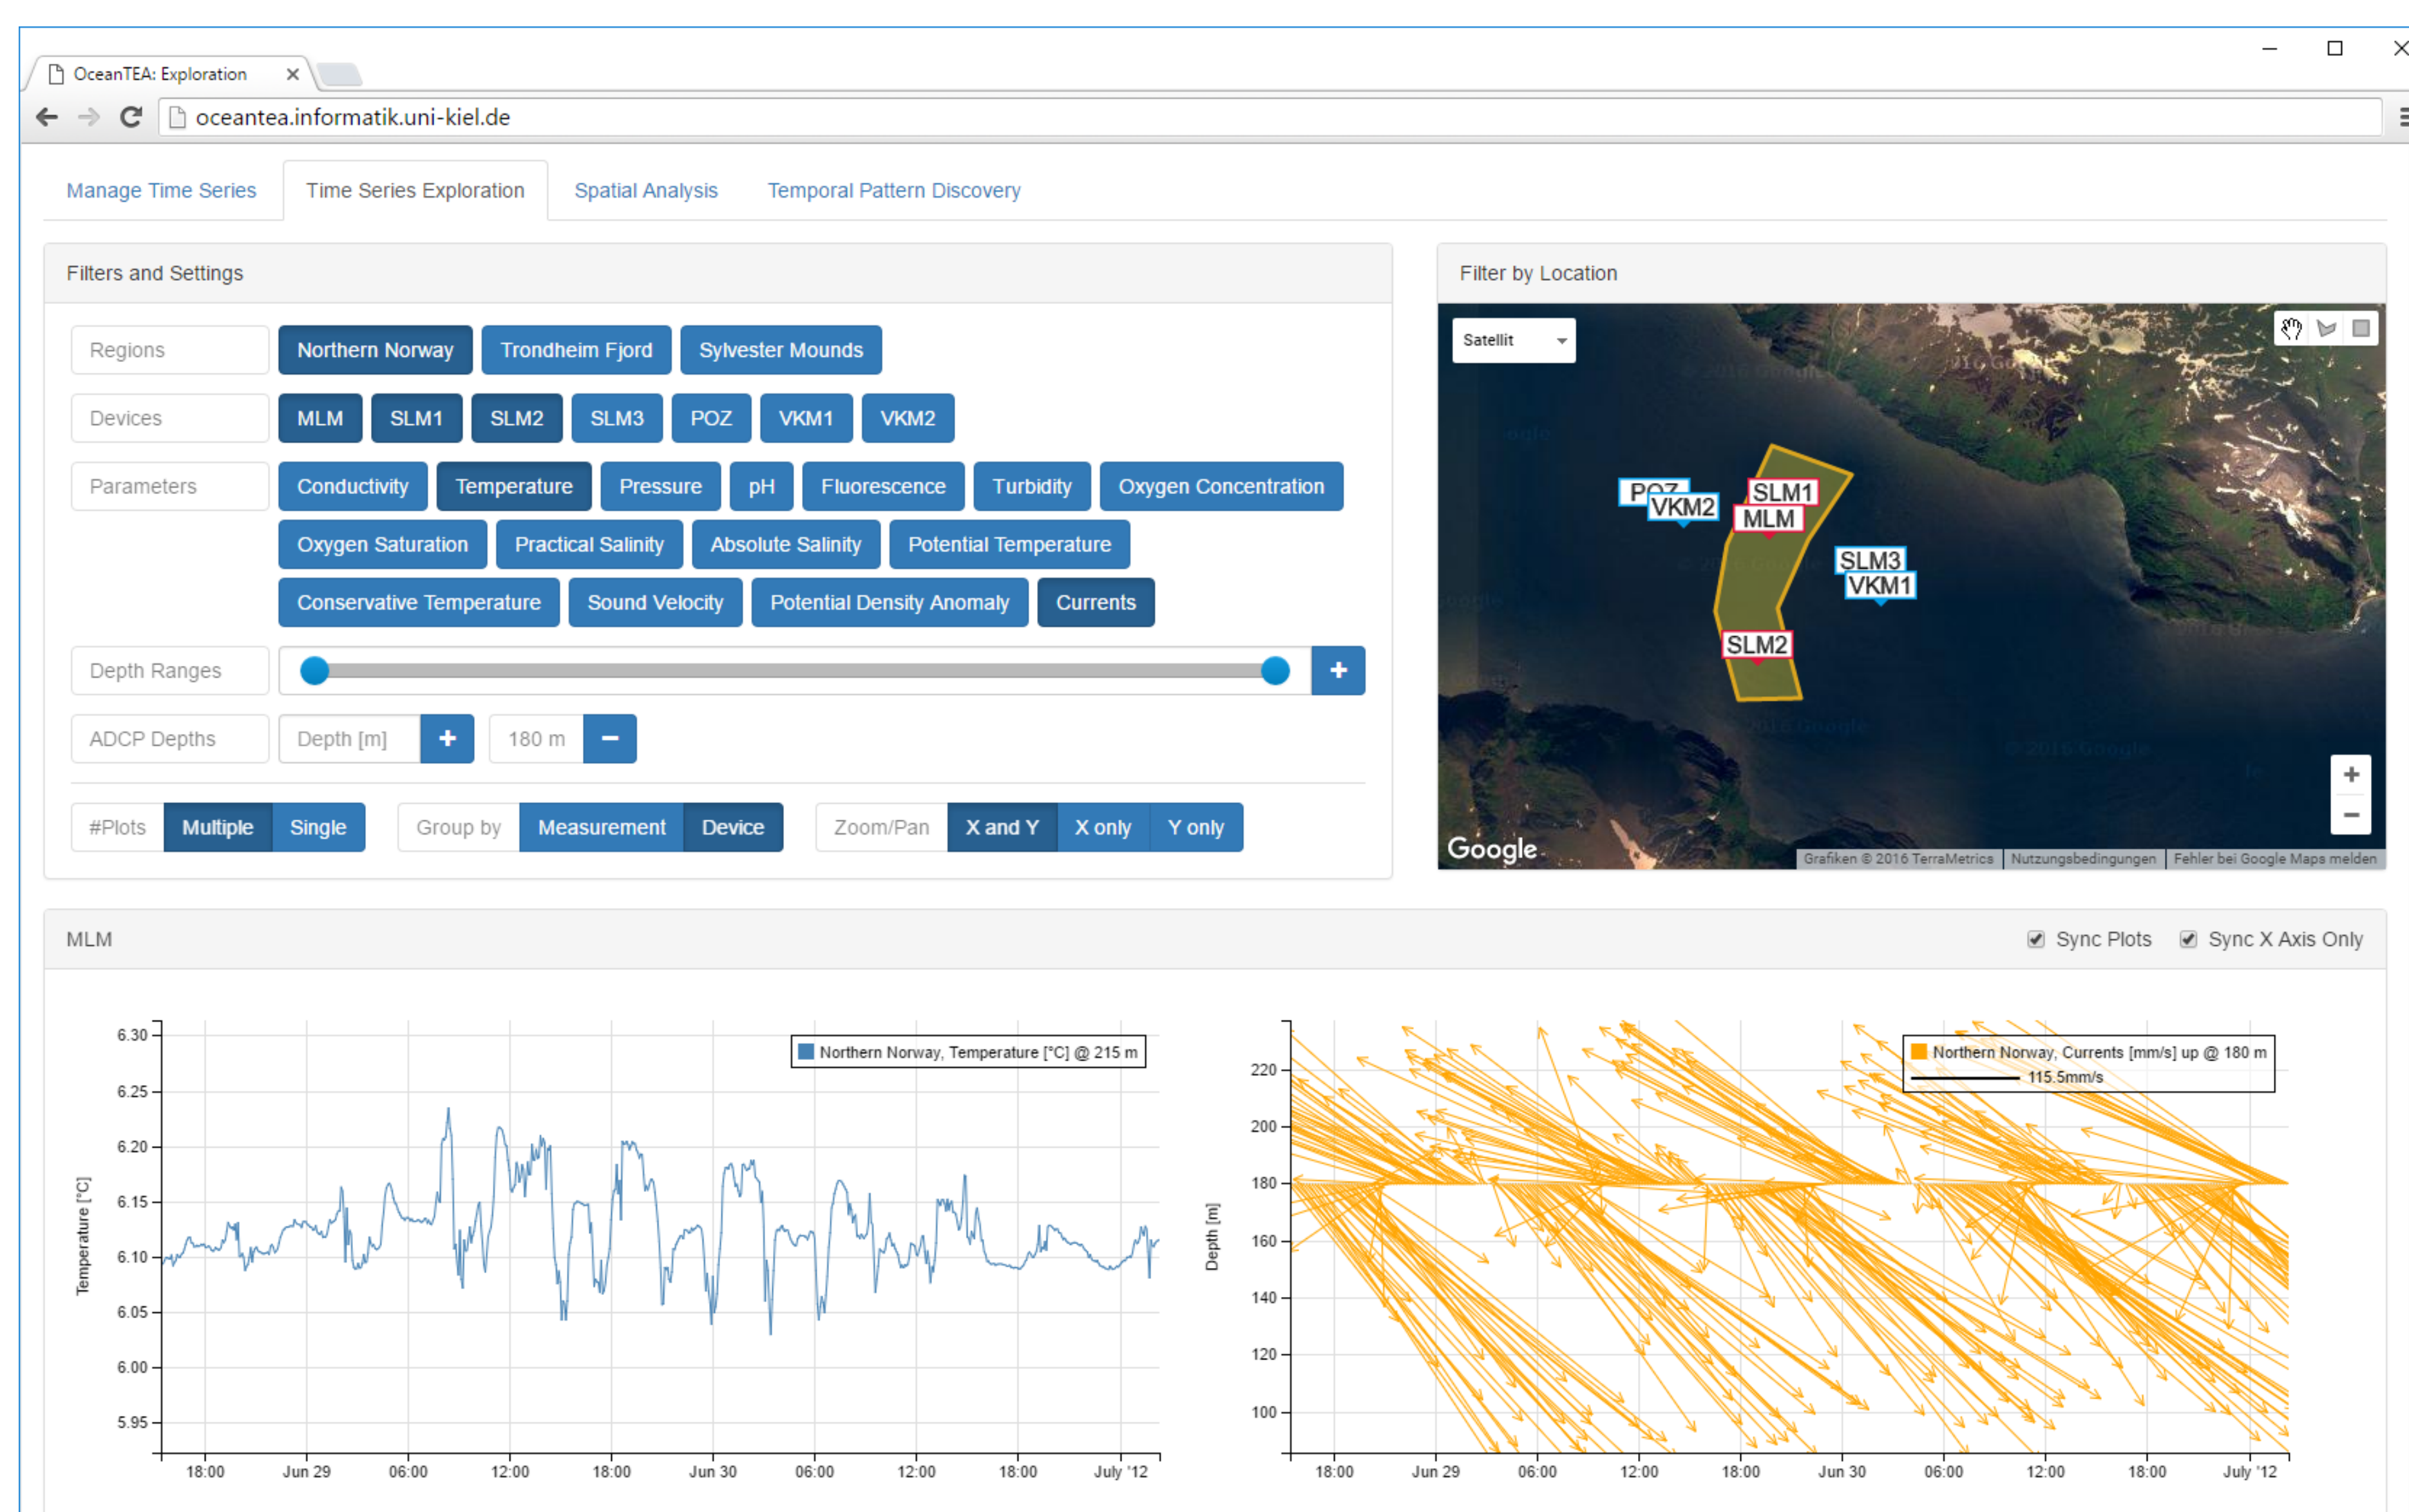 OceanTEA: Exploration
oceantea.informatik.uni-kiel.de
Manage Time Series Time Series Exploration Spatial Analysis Temporal Pattern Discovery
Filters and Settings
Regions Northern Norway Trondheim Fjord Sylvester Mounds
Devices MLM SLM1 SLM2 SLM3 POZ VKM1 VKM2
Parameters Conductivity Temperature Pressure pH Fluorescence Turbidity Oxygen Concentration
Oxygen Saturation Practical Salinity Absolute Salinity Potential Temperature
Conservative Temperature Sound Velocity Potential Density Anomaly Currents
Depth Ranges +
ADCP Depths Depth [m] + 180 m −
#Plots Multiple Single Group by Measurement Device Zoom/Pan X and Y X only Y only
Filter by Location
Satellit
POZ
VKM2
SLM1
MLM
SLM3
VKM1
SLM2
+
−
Google
Grafiken © 2016 TerraMetrics Nutzungsbedingungen Fehler bei Google Maps melden
MLM Sync Plots Sync X Axis Only
Temperature [°C]
6.30
6.25
6.20
6.15
6.10
6.05
6.00
5.95
Northern Norway, Temperature [°C] @ 215 m
18:00 Jun 29 06:00 12:00 18:00 Jun 30 06:00 12:00 18:00 July '12
Depth [m]
220
200
180
160
140
120
100
Northern Norway, Currents [mm/s] up @ 180 m
115.5mm/s
18:00 Jun 29 06:00 12:00 18:00 Jun 30 06:00 12:00 18:00 July '12